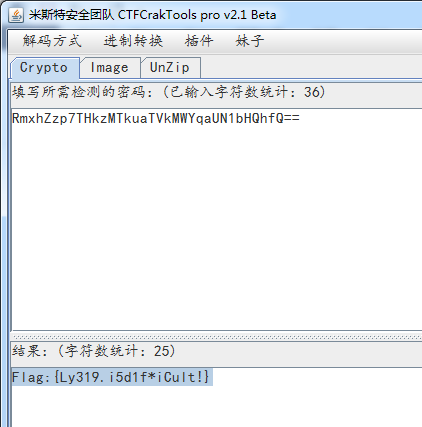 米斯特安全团队 CTFCrakTools pro v2.1 Beta
解码方式 进制转换 插件 妹子
Crypto Image UnZip
填写所需检测的密码：(已输入字符数统计：36)
RmxhZzp7THkzMTkuaTVkMWYqaUN1bHQhfQ==
结果：(字符数统计：25)
Flag:{Ly319.i5d1f*iCult!}